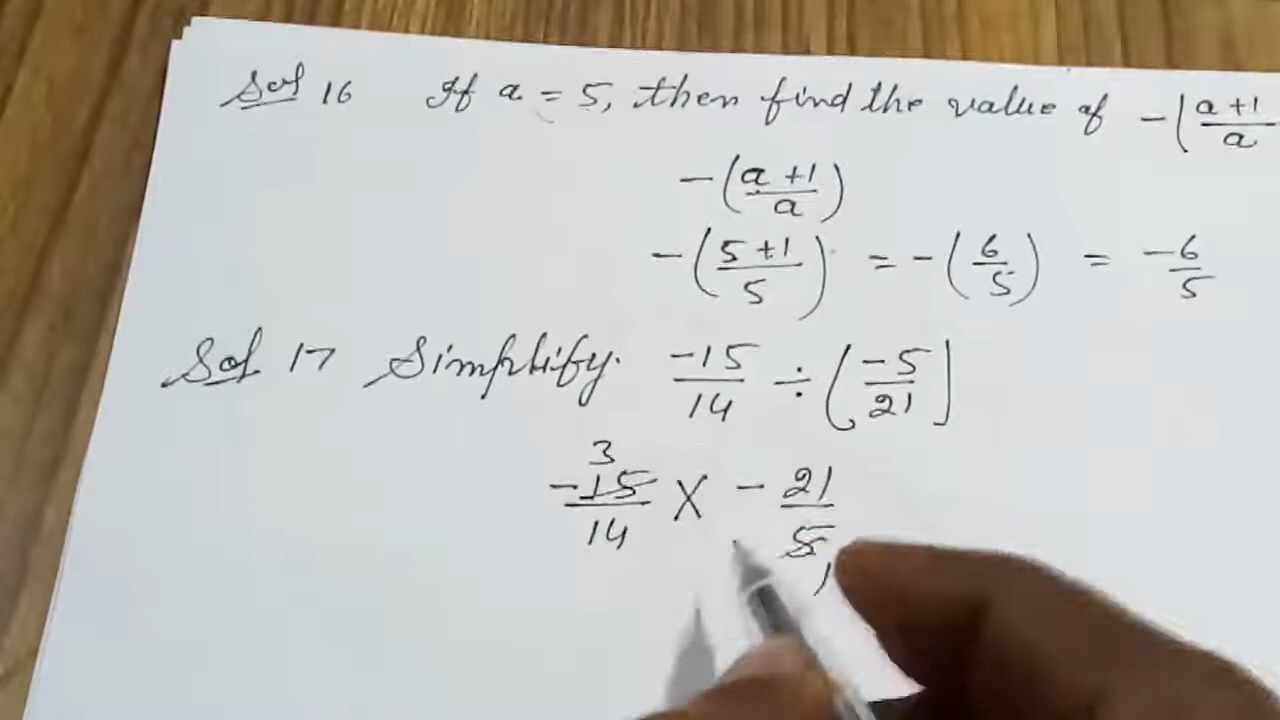 Sol 16 If a = 5, then find the value of -(a+1/a
-(a+1/a)
-(5+1/5) = -(6/5) = -6/5
Sol 17 Simplify. -15/14 ÷ (-5/21]
3
-15/14 X -21/5
1